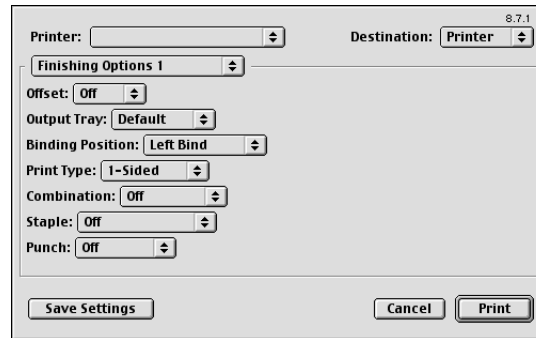 8.7.1
Printer: Destination: Printer
Finishing Options 1
Offset: Off
Output Tray: Default
Binding Position: Left Bind
Print Type: 1-Sided
Combination: Off
Staple: Off
Punch: Off
Save Settings Cancel Print